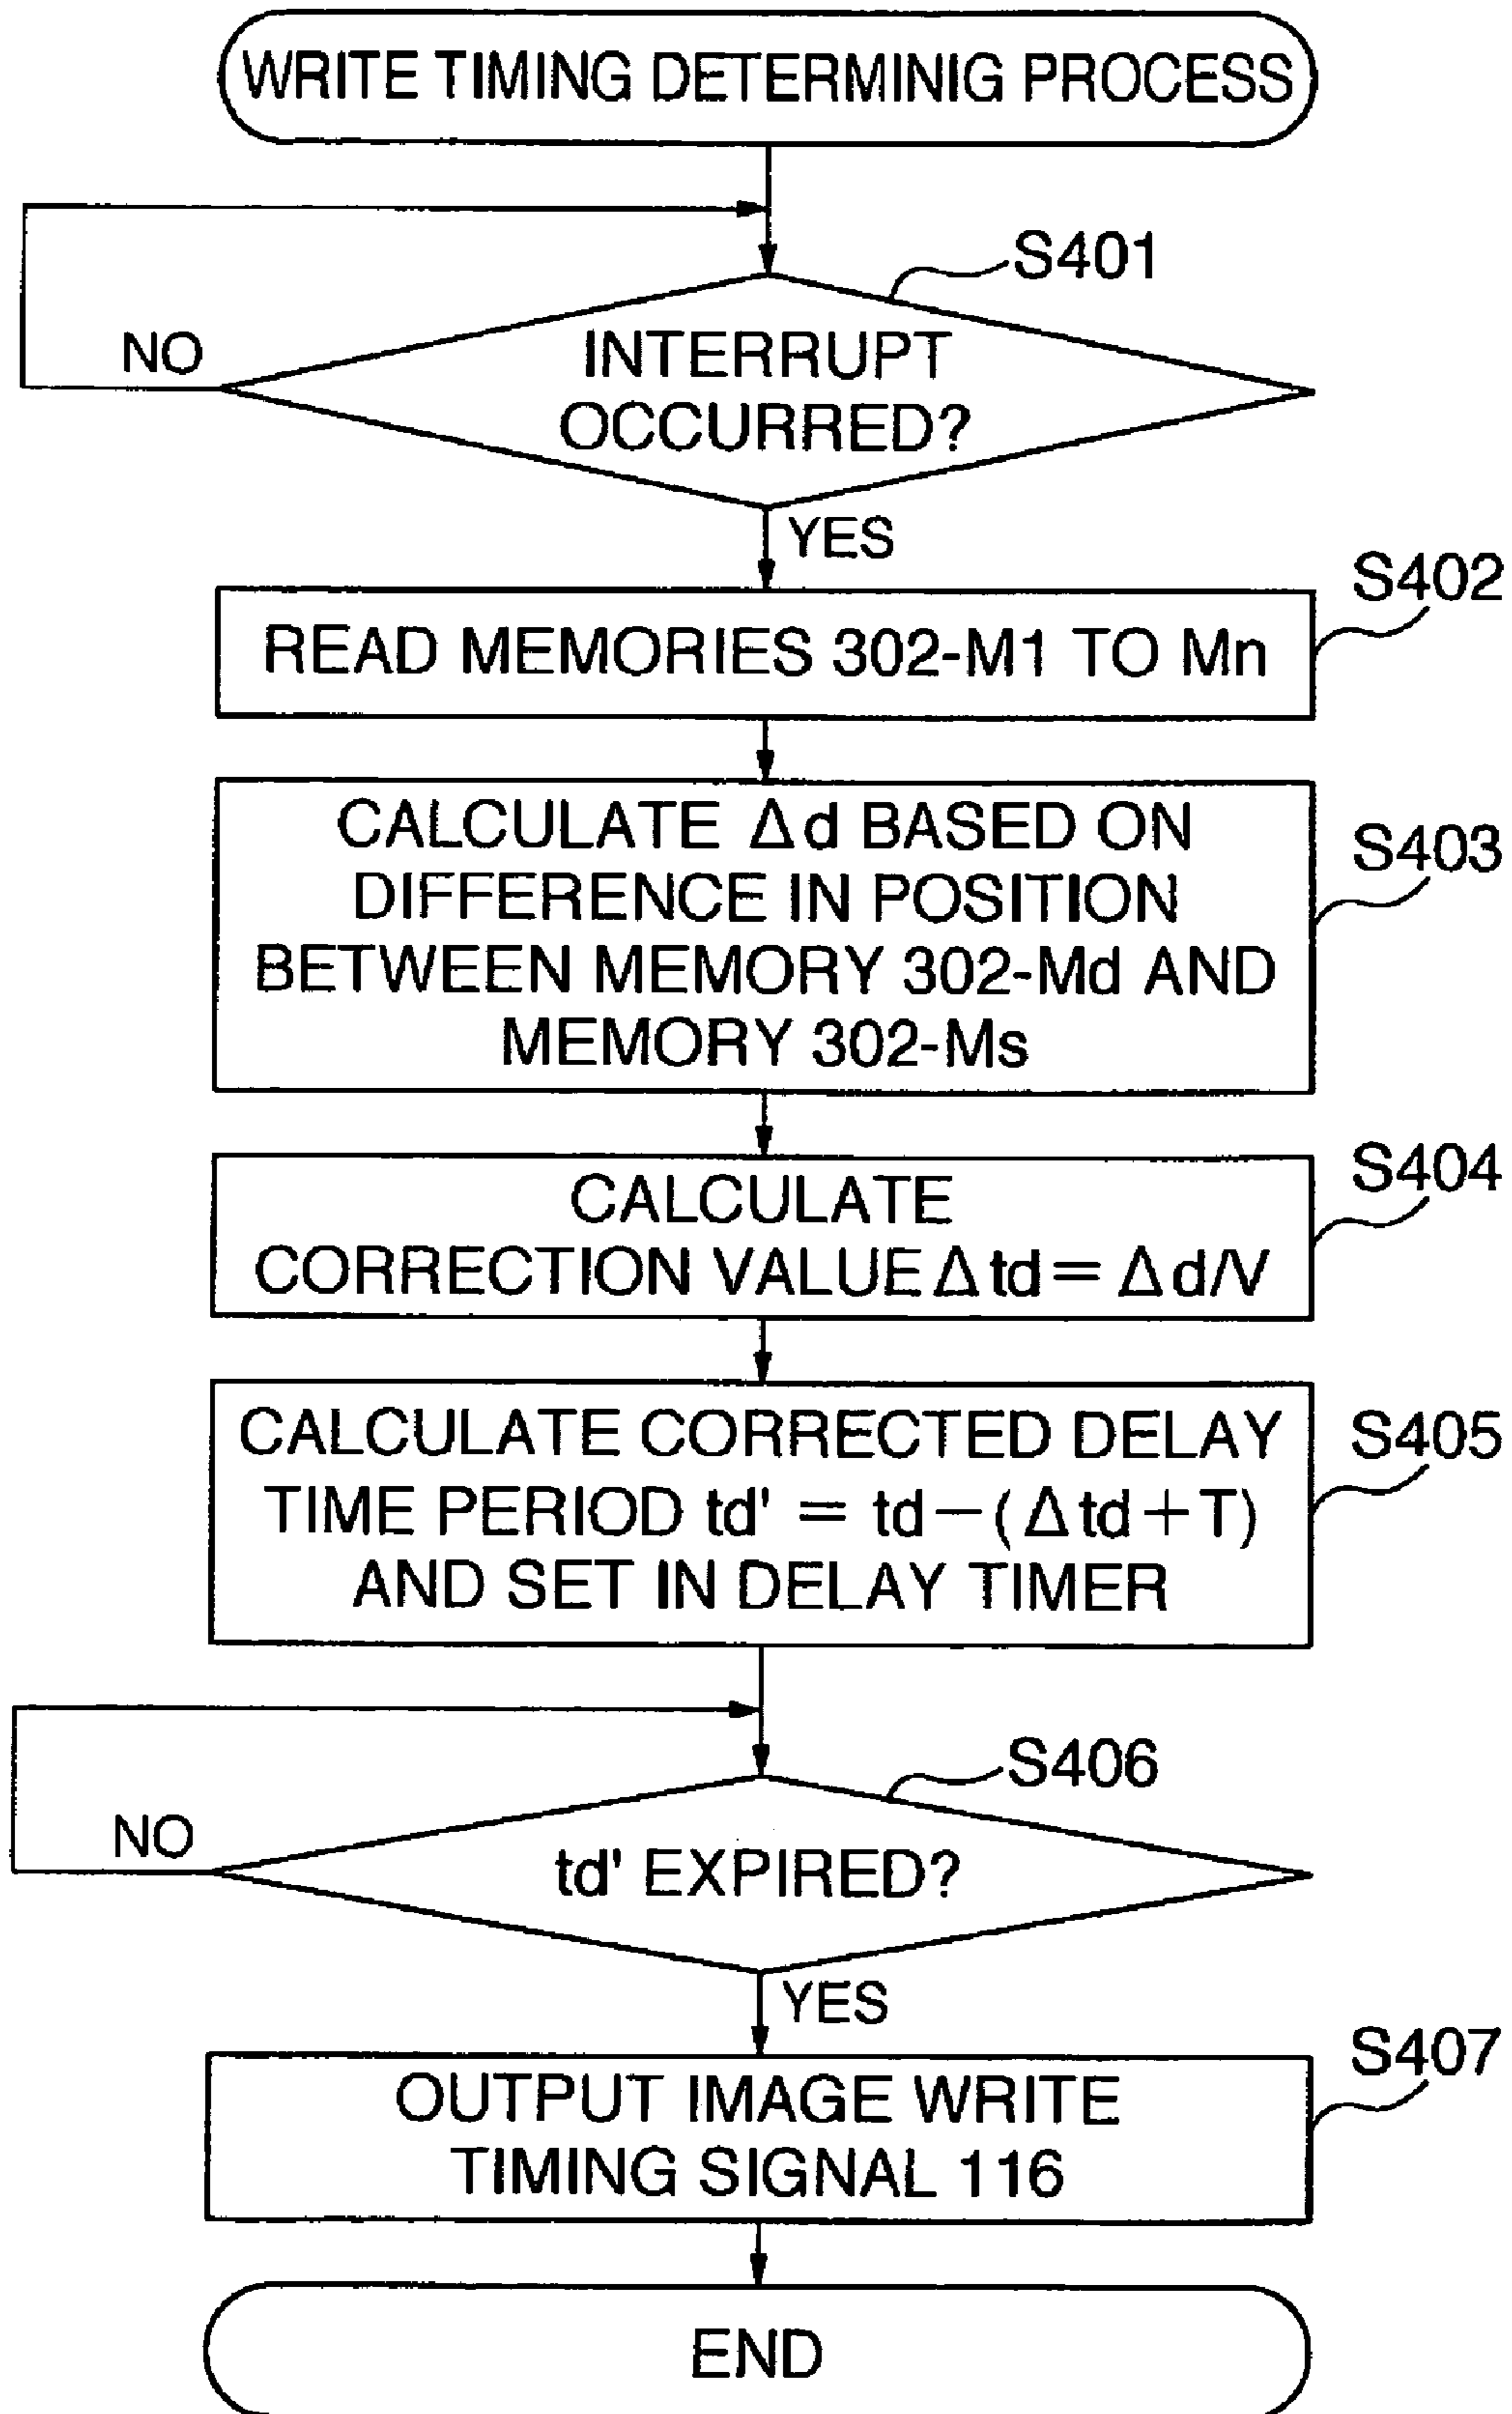 WRITE TIMING DETERMINIG PROCESS
S401
NO
INTERRUPT
OCCURRED?
YES
S402
READ MEMORIES 302-M1 TO Mn
S403
CALCULATE Δd BASED ON
DIFFERENCE IN POSITION
BETWEEN MEMORY 302-Md AND
MEMORY 302-Ms
S404
CALCULATE
CORRECTION VALUE Δtd = Δd/V
S405
CALCULATE CORRECTED DELAY
TIME PERIOD td' = td-(Δtd+T)
AND SET IN DELAY TIMER
S406
NO
td' EXPIRED?
YES
S407
OUTPUT IMAGE WRITE
TIMING SIGNAL 116
END